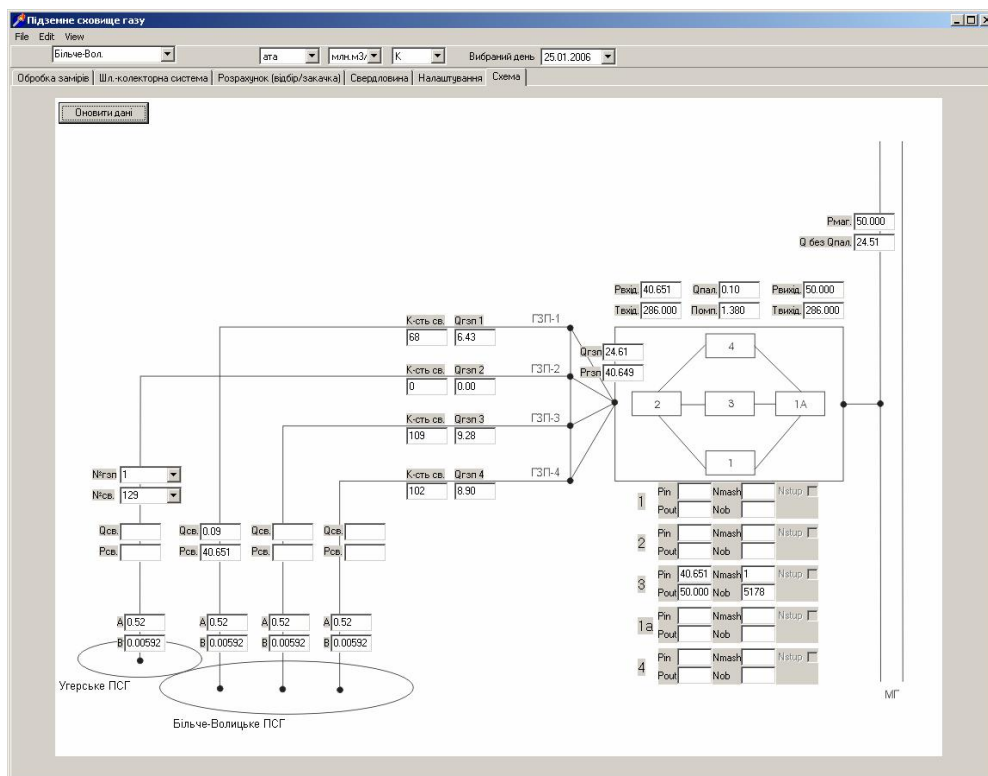 Підземне сховище газу
File Edit View
Більче-Вол. ата млн.м3/ К Вибраний день 25.01.2006
Обробка замірів Шл.-колекторна система Розрахунок (відбір/закачка) Свердловина Налаштування Схема
Оновити дані
Рмаг. 50.000
Q без Qпал. 24.51
Рвхід. 40.651 Qпал. 0.10 Рвихід. 50.000
Твхід. 286.000 Помп. 1.380 Твихід. 286.000
К-сть св. Qгзп 1 ГЗП-1
68 6.43
Qгзп 24.61
Ргзп 40.649
4
К-сть св. Qгзп 2 ГЗП-2
0 0.00
2 3 1А
К-сть св. Qгзп 3 ГЗП-3
109 9.28
1
К-сть св. Qгзп 4 ГЗП-4
102 8.90
№гзп 1
№св. 129
Qсв. Qсв. 0.09 Qсв. Qсв.
Рсв. Рсв. 40.651 Рсв. Рсв.
А 0.52 А 0.52 А 0.52 А 0.52
В 0.00592 В 0.00592 В 0.00592 В 0.00592
Угерське ПСГ
Більче-Волицьке ПСГ
1 Pin Nmash Nstup
Pout Nob
2 Pin Nmash Nstup
Pout Nob
3 Pin 40.651 Nmash 1 Nstup
Pout 50.000 Nob 5178
1a Pin Nmash Nstup
Pout Nob
4 Pin Nmash Nstup
Pout Nob
МГ